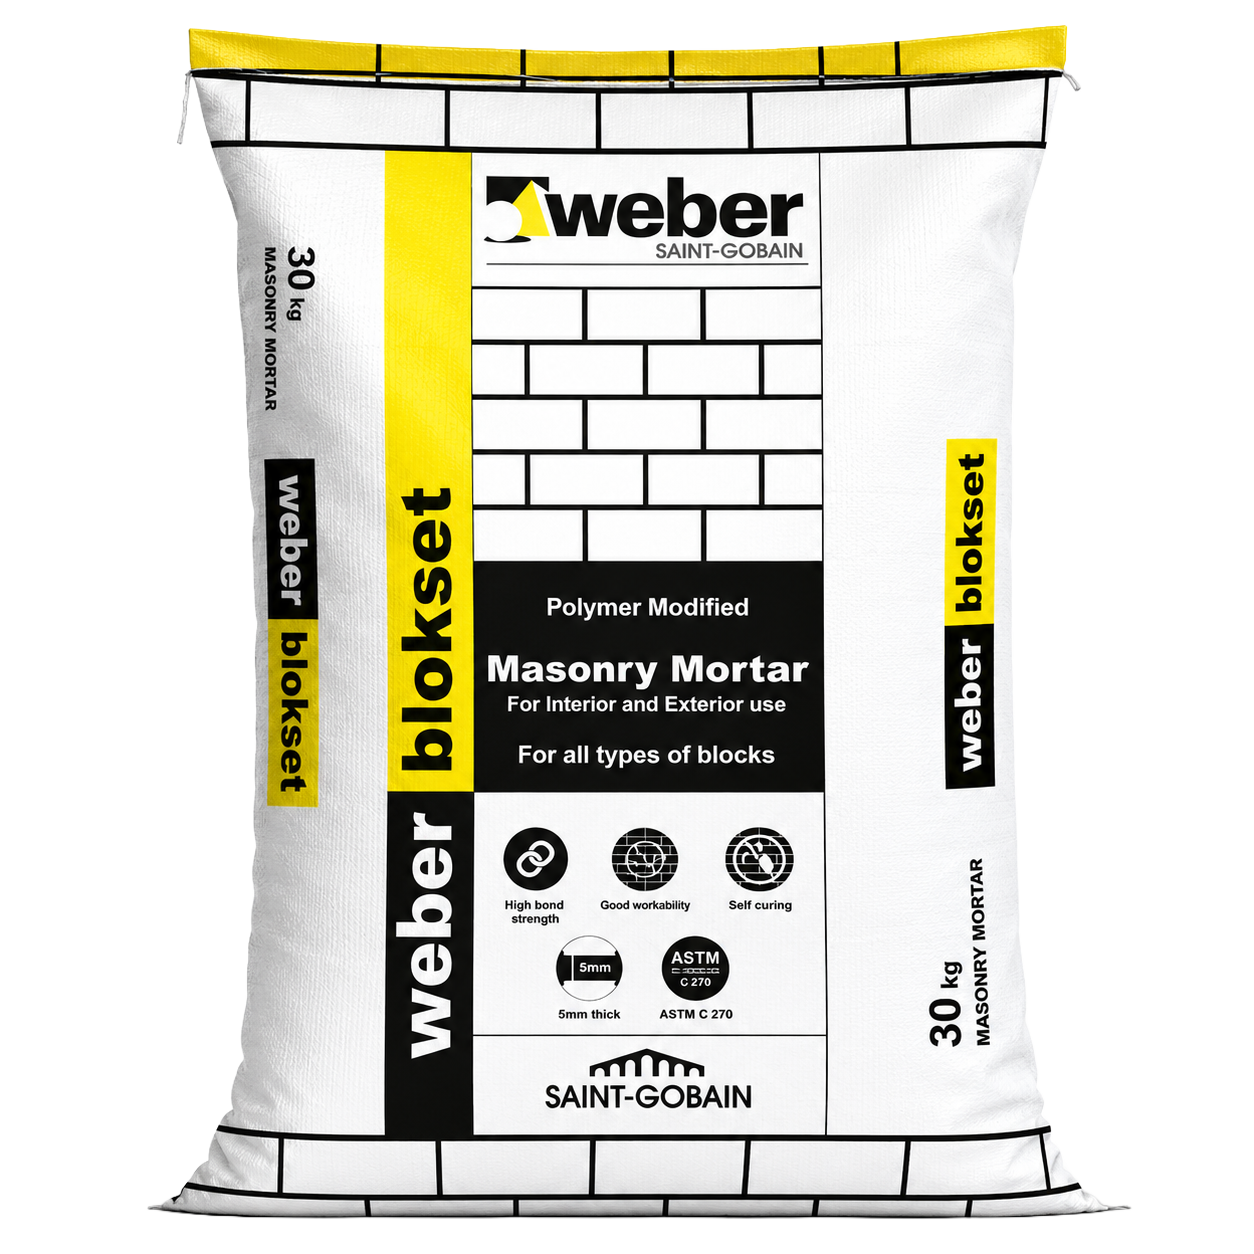 weber
SAINT-GOBAIN
30 kg
MASONRY MORTAR
weber blokset
weber blokset
Polymer Modified
Masonry Mortar
For Interior and Exterior use
For all types of blocks
High bond
strength
Good workability
Self curing
5mm
5mm thick
ASTM
C 270
ASTM C 270
SAINT-GOBAIN
weber blokset
30 kg
MASONRY MORTAR